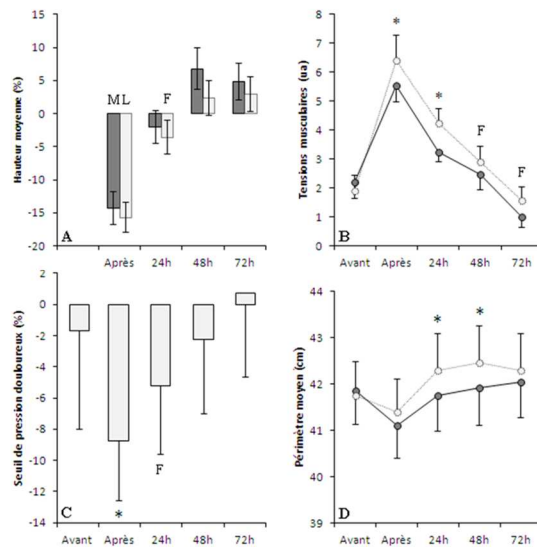 Hauteur moyenne (%)
15
10
5
0
-5
-10
-15
-20
M L
F
A
Après 24h 48h 72h
Tensions musculaires (ua)
8
7
6
5
4
3
2
1
0
*
*
F
F
B
Avant Après 24h 48h 72h
Seuil de pression douloureux (%)
2
0
-2
-4
-6
-8
-10
-12
-14
F
*
C
Avant Après 24h 48h 72h
Périmètre moyen (cm)
44
43
42
41
40
39
*
*
D
Avant Après 24h 48h 72h